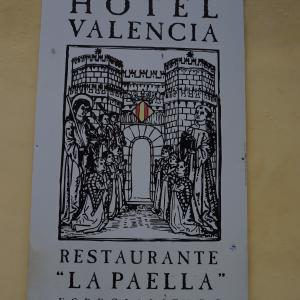 HOTEL
VALENCIA
RESTAURANTE
"LA PAELLA"